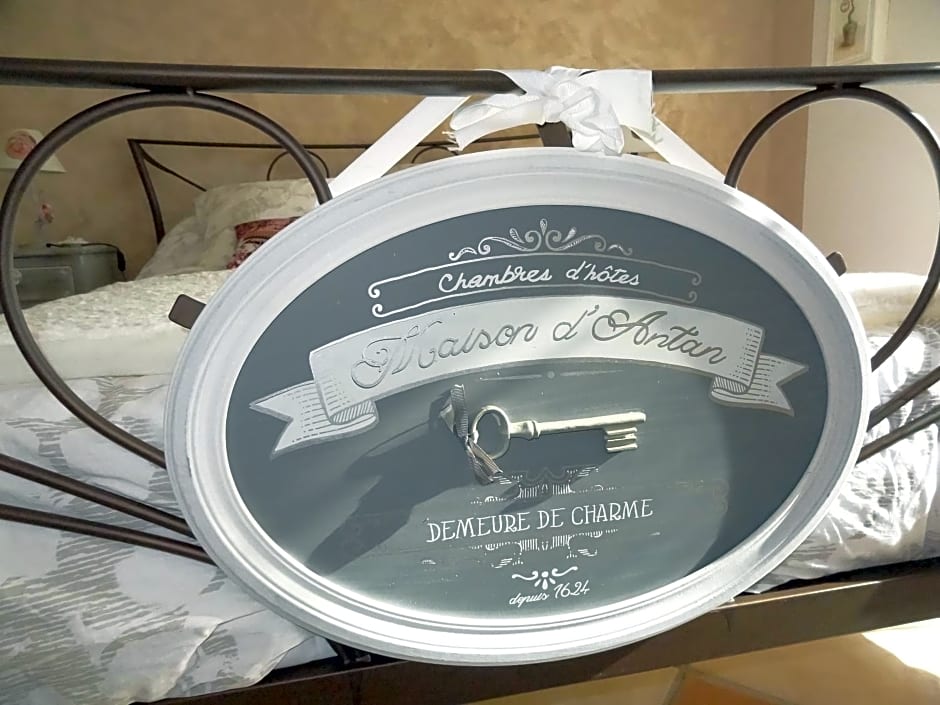 Chambres d'hôtes
Maison d'Antan
DEMEURE DE CHARME
depuis 1624